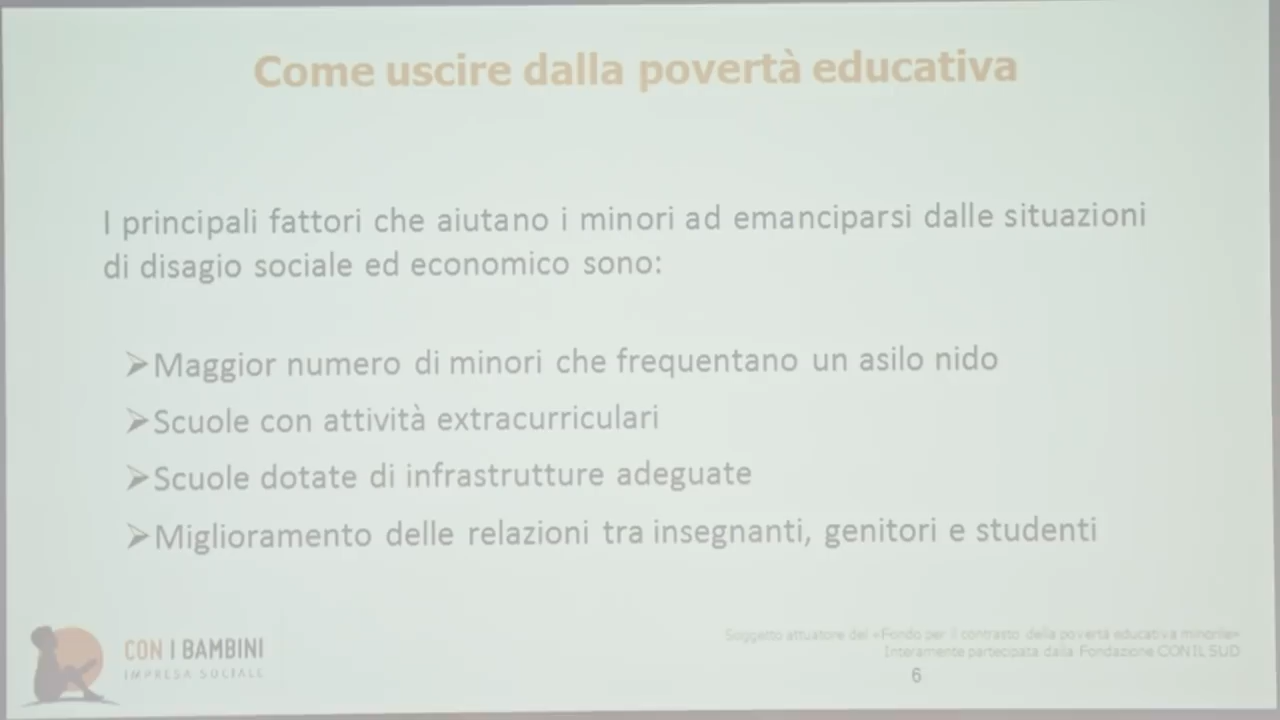 Come uscire dalla povertà educativa
I principali fattori che aiutano i minori ad emanciparsi dalle situazioni
di disagio sociale ed economico sono:
➢Maggior numero di minori che frequentano un asilo nido
➢Scuole con attività extracurriculari
➢Scuole dotate di infrastrutture adeguate
➢Miglioramento delle relazioni tra insegnanti, genitori e studenti
CON I BAMBINI
IMPRESA SOCIALE
Soggetto attuatore del «Fondo per il contrasto della povertà educativa minorile»
Interamente partecipata dalla Fondazione CON IL SUD
6